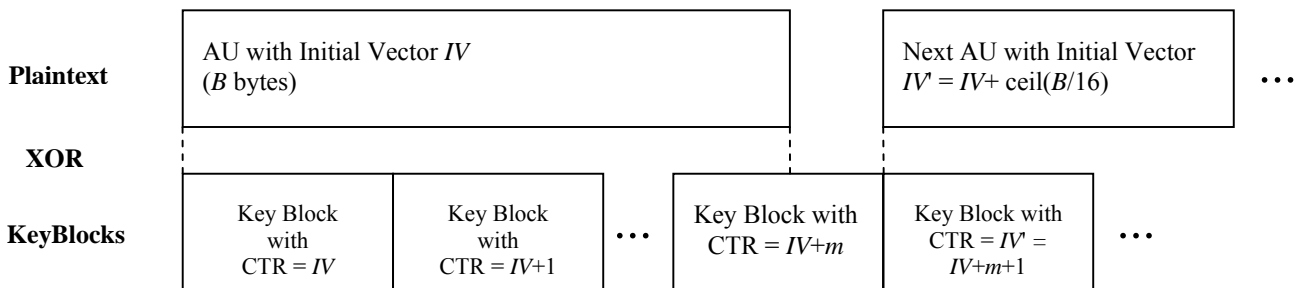 Plaintext
AU with Initial Vector IV
(B bytes)
Next AU with Initial Vector
IV' = IV+ ceil(B/16)
...
XOR
KeyBlocks
Key Block
with
CTR = IV
Key Block
with
CTR = IV+1
...
Key Block with
CTR = IV+m
Key Block with
CTR = IV' =
IV+m+1
...